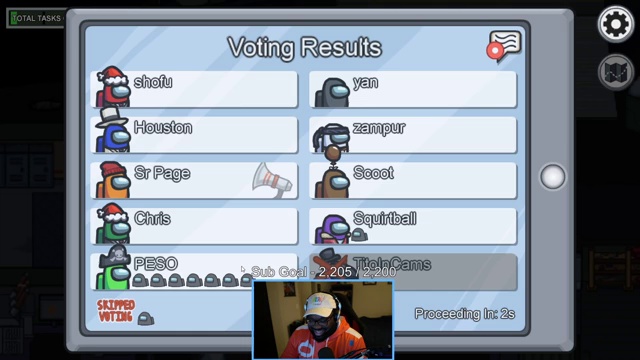 TOTAL TASKS
Voting Results
shofu
yan
Houston
zampur
Sr Page
Scoot
Chris
Squirtball
PESO
TitoInCams
Sub Goal - 2,205 / 2,200
SKIPPED
VOTING
Proceeding In: 2s